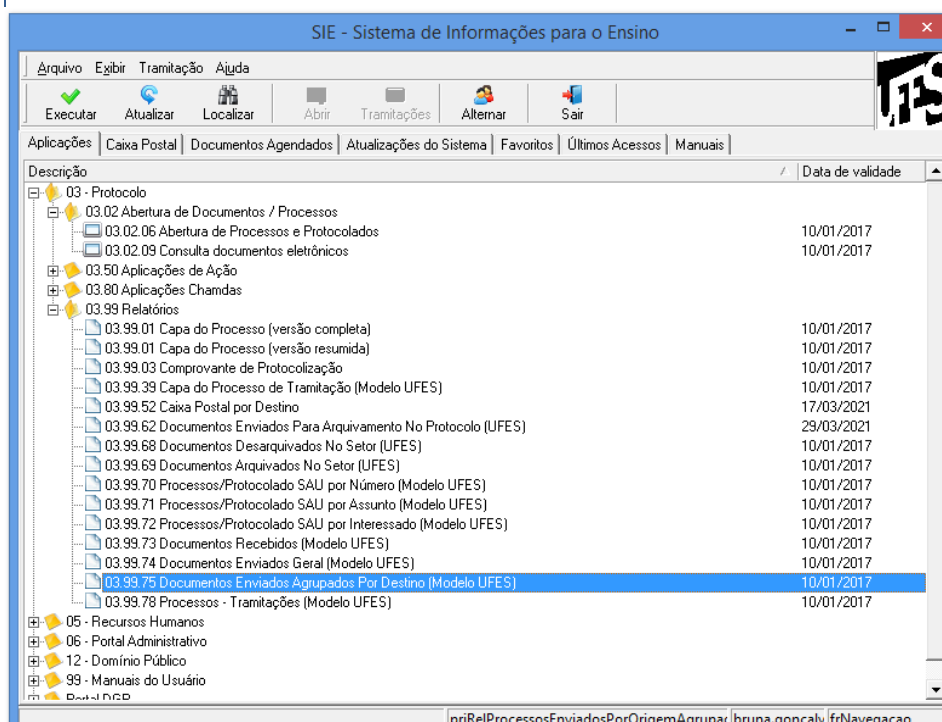 SIE - Sistema de Informações para o Ensino
Arquivo Exibir Tramitação Ajuda
Executar Atualizar Localizar Abrir Tramitações Alternar Sair
UFES
Aplicações Caixa Postal Documentos Agendados Atualizações do Sistema Favoritos Últimos Acessos Manuais
Descrição Data de validade
03 - Protocolo
03.02 Abertura de Documentos / Processos
03.02.06 Abertura de Processos e Protocolados 10/01/2017
03.02.09 Consulta documentos eletrônicos 10/01/2017
03.50 Aplicações de Ação
03.80 Aplicações Chamdas
03.99 Relatórios
03.99.01 Capa do Processo (versão completa) 10/01/2017
03.99.01 Capa do Processo (versão resumida) 10/01/2017
03.99.03 Comprovante de Protocolização 10/01/2017
03.99.39 Capa do Processo de Tramitação (Modelo UFES) 10/01/2017
03.99.52 Caixa Postal por Destino 17/03/2021
03.99.62 Documentos Enviados Para Arquivamento No Protocolo (UFES) 29/03/2021
03.99.68 Documentos Desarquivados No Setor (UFES) 10/01/2017
03.99.69 Documentos Arquivados No Setor (UFES) 10/01/2017
03.99.70 Processos/Protocolado SAU por Número (Modelo UFES) 10/01/2017
03.99.71 Processos/Protocolado SAU por Assunto (Modelo UFES) 10/01/2017
03.99.72 Processos/Protocolado SAU por Interessado (Modelo UFES) 10/01/2017
03.99.73 Documentos Recebidos (Modelo UFES) 10/01/2017
03.99.74 Documentos Enviados Geral (Modelo UFES) 10/01/2017
03.99.75 Documentos Enviados Agrupados Por Destino (Modelo UFES) 10/01/2017
03.99.78 Processos - Tramitações (Modelo UFES) 10/01/2017
05 - Recursos Humanos
06 - Portal Administrativo
12 - Domínio Público
99 - Manuais do Usuário
Portal DGP
priRelProcessosEnviadosPorOrigemAgrupac bruna.goncalv frNavegacao